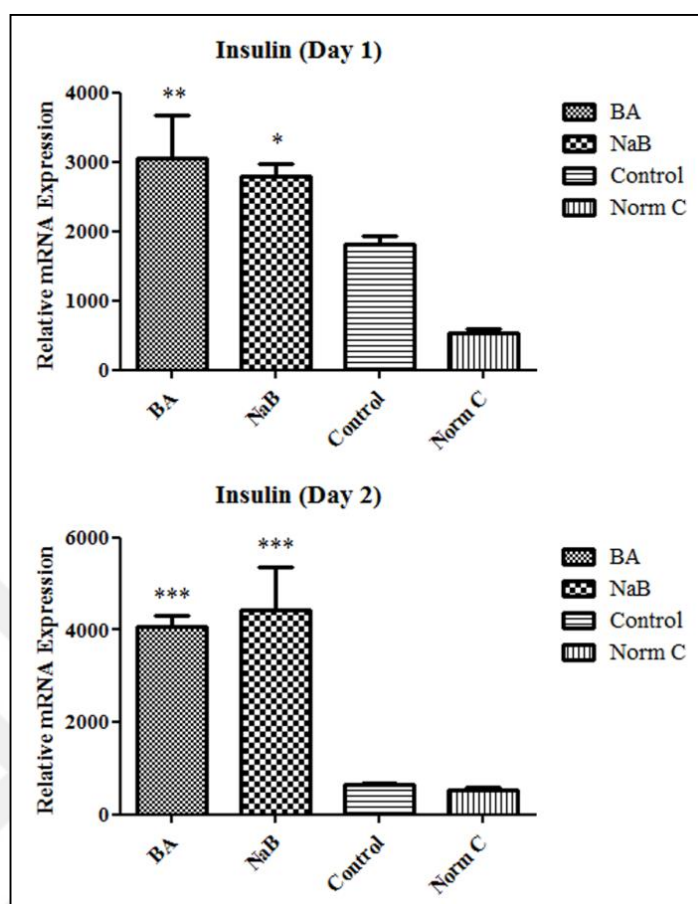 Insulin (Day 1)
Relative mRNA Expression
4000
3000
2000
1000
0
**
*
BA
NaB
Control
Norm C
BA
NaB
Control
Norm C
Insulin (Day 2)
Relative mRNA Expression
6000
4000
2000
0
***
***
BA
NaB
Control
Norm C
BA
NaB
Control
Norm C